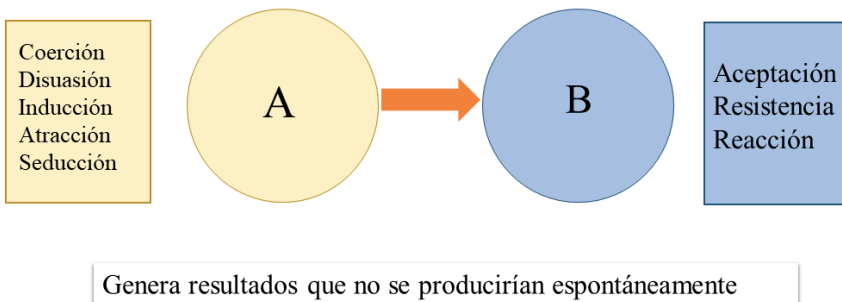 Coerción
Disuasión
Inducción
Atracción
Seducción
A
B
Aceptación
Resistencia
Reacción
Genera resultados que no se producirían espontáneamente